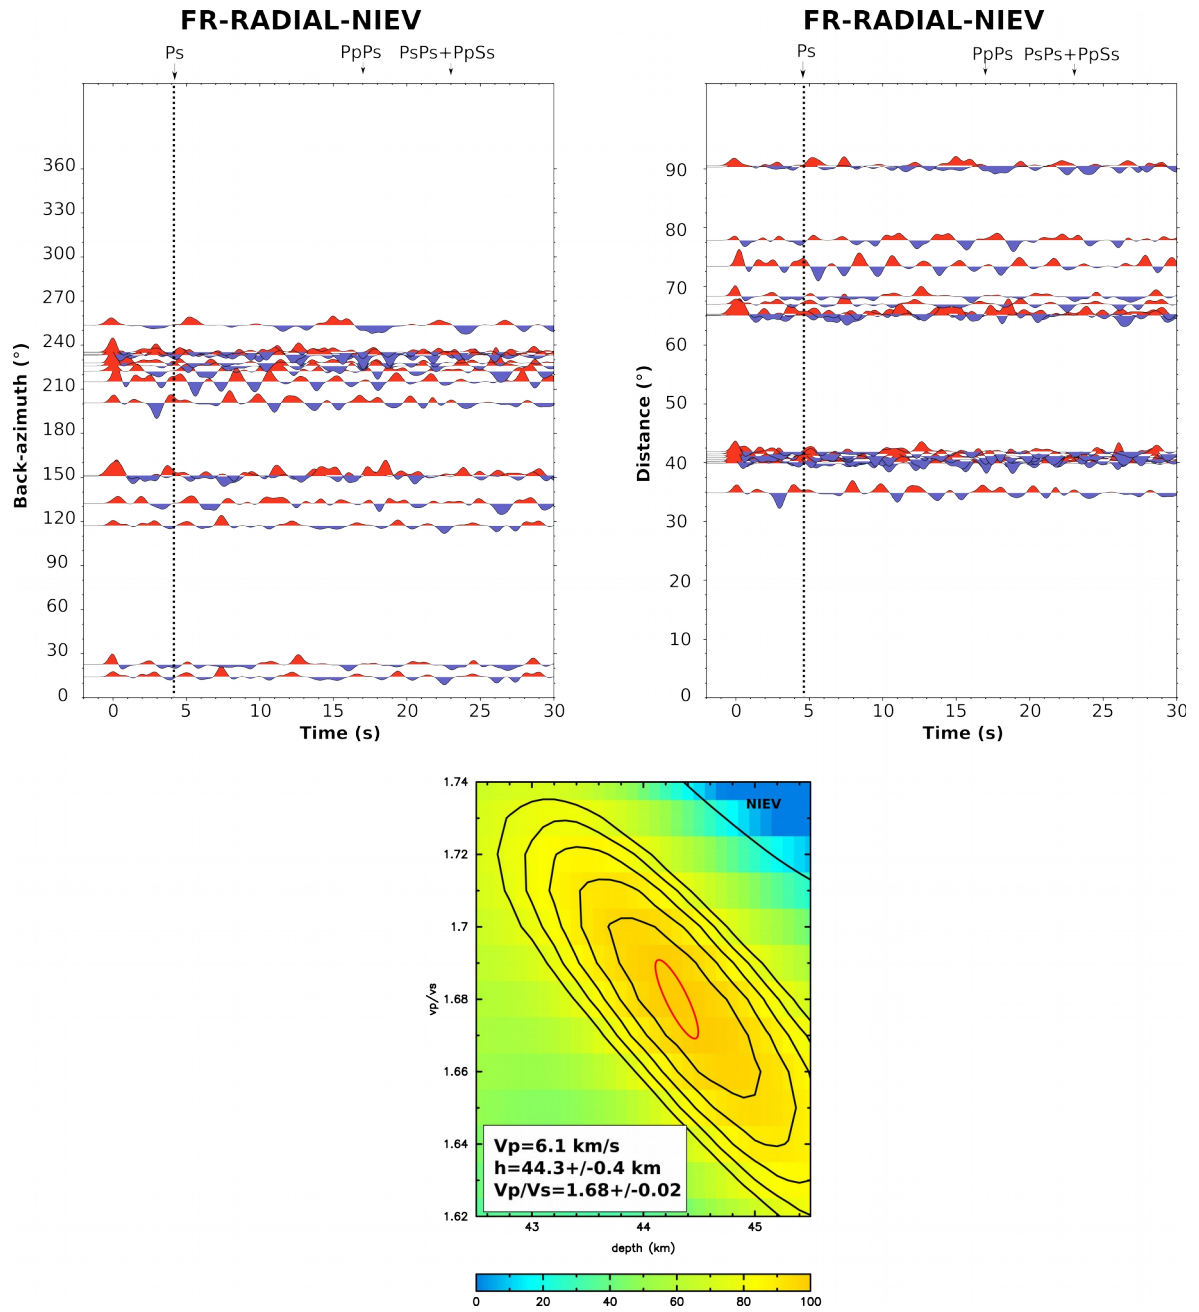 FR-RADIAL-NIEV
Ps PpPs PsPs+PpSs
Back-azimuth (°)
360
330
300
270
240
210
180
150
120
90
60
30
0
0 5 10 15 20 25 30
Time (s)
FR-RADIAL-NIEV
Ps PpPs PsPs+PpSs
Distance (°)
90
80
70
60
50
40
30
20
10
0
0 5 10 15 20 25 30
Time (s)
NIEV
vp/vs
1.74
1.72
1.7
1.68
1.66
1.64
1.62
Vp=6.1 km/s
h=44.3+/-0.4 km
Vp/Vs=1.68+/-0.02
43 44 45
depth (km)
0 20 40 60 80 100